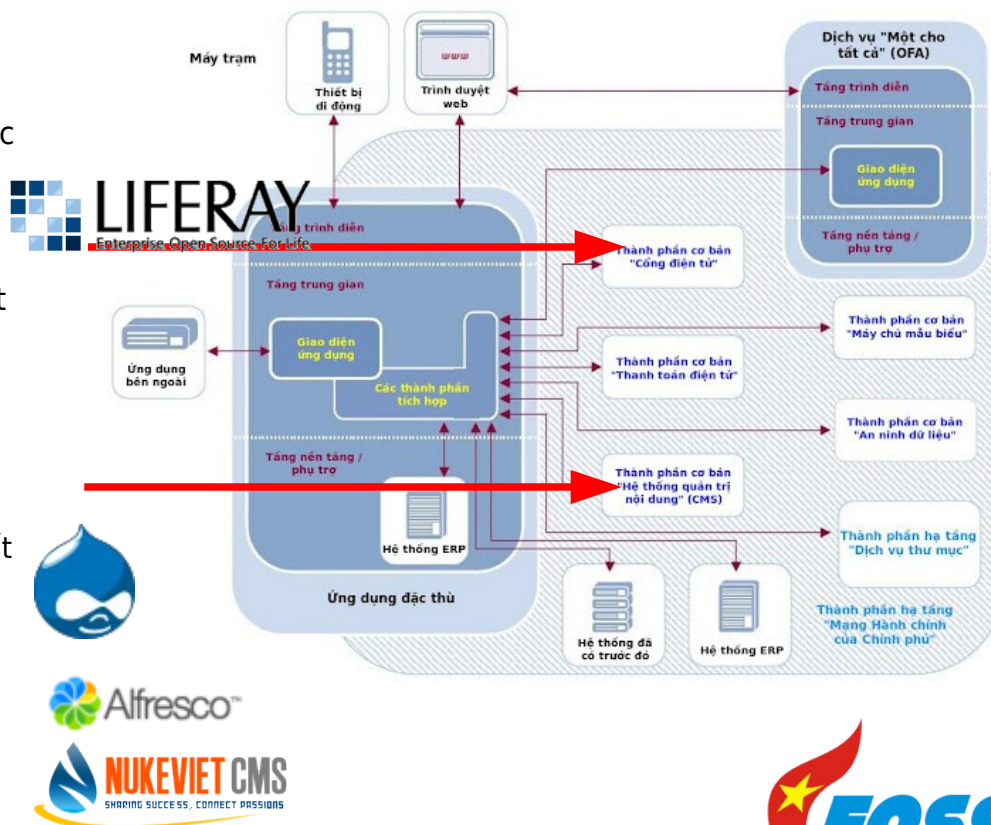 Máy trạm
Thiết bị
di động
www
Trình duyệt
web
Dịch vụ "Một cho
tất cả" (OFA)
Tầng trình diễn
Tầng trung gian
Giao diện
ứng dụng
Tầng nền tảng /
phụ trợ
c
LIFERAY
Enterprise. Open Source. For Life
Tầng trình diễn
Thành phần cơ bản
"Cổng điện tử"
t
Tầng trung gian
Giao diện
ứng dụng
Các thành phần
tích hợp
Ứng dụng
bên ngoài
Thành phần cơ bản
"Máy chủ mẫu biểu"
Thành phần cơ bản
"Thanh toán điện tử"
Thành phần cơ bản
"An ninh dữ liệu"
Tầng nền tảng /
phụ trợ
Thành phần cơ bản
"Hệ thống quản trị
nội dung" (CMS)
Hệ thống ERP
Thành phần hạ tầng
"Dịch vụ thư mục"
Ứng dụng đặc thù
Hệ thống đã
có trước đó
Hệ thống ERP
Thành phần hạ tầng
"Mạng Hành chính
của Chính phủ"
Alfresco™
NUKEVIET CMS
SHARING SUCCESS, CONNECT PASSIONS
FOSS